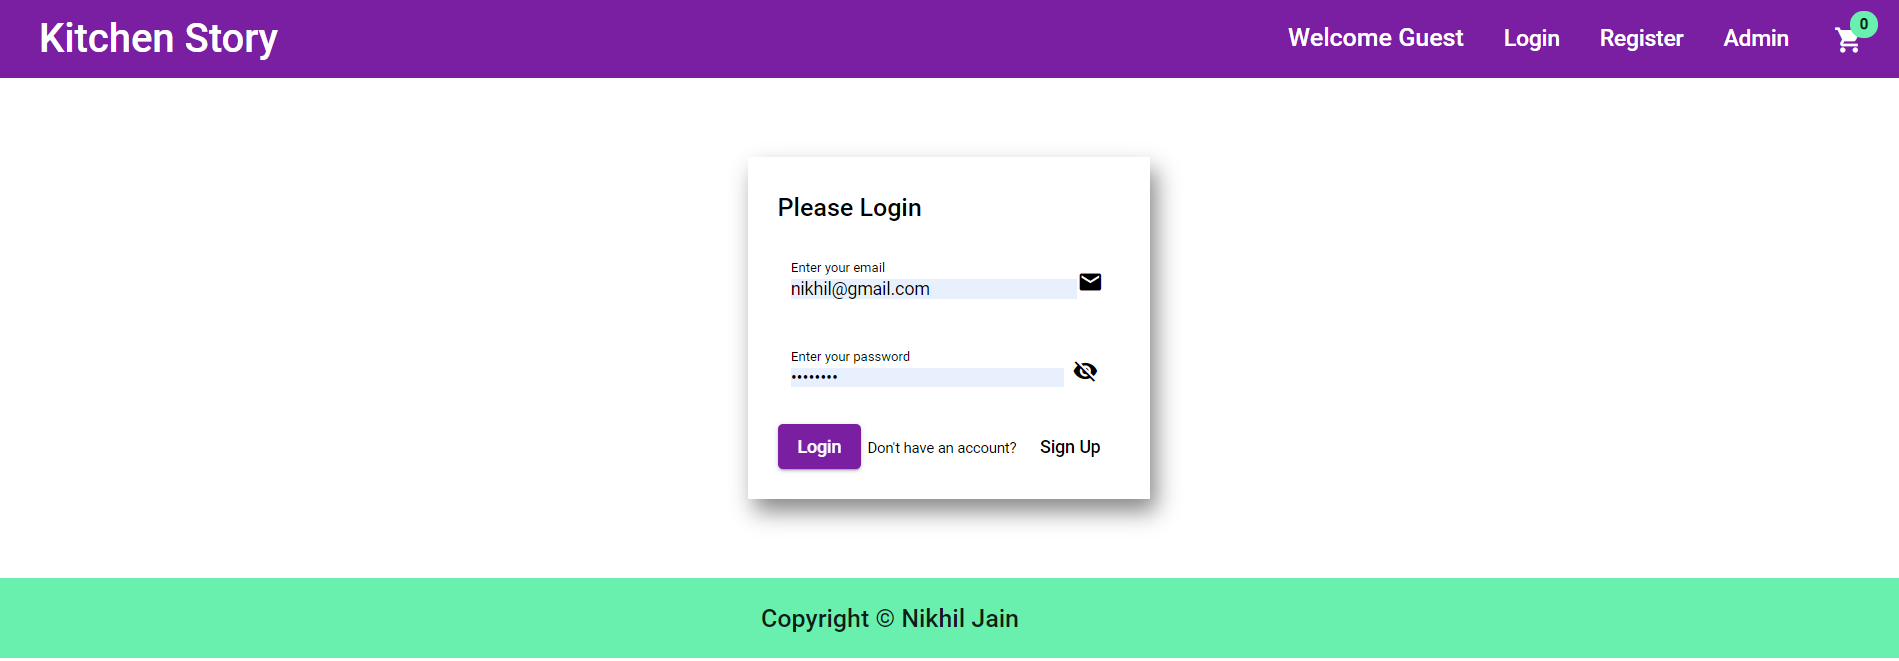 Kitchen Story
Welcome Guest Login Register Admin 0
Please Login
Enter your email
nikhil@gmail.com
Enter your password
••••••••
Login Don't have an account? Sign Up
Copyright © Nikhil Jain